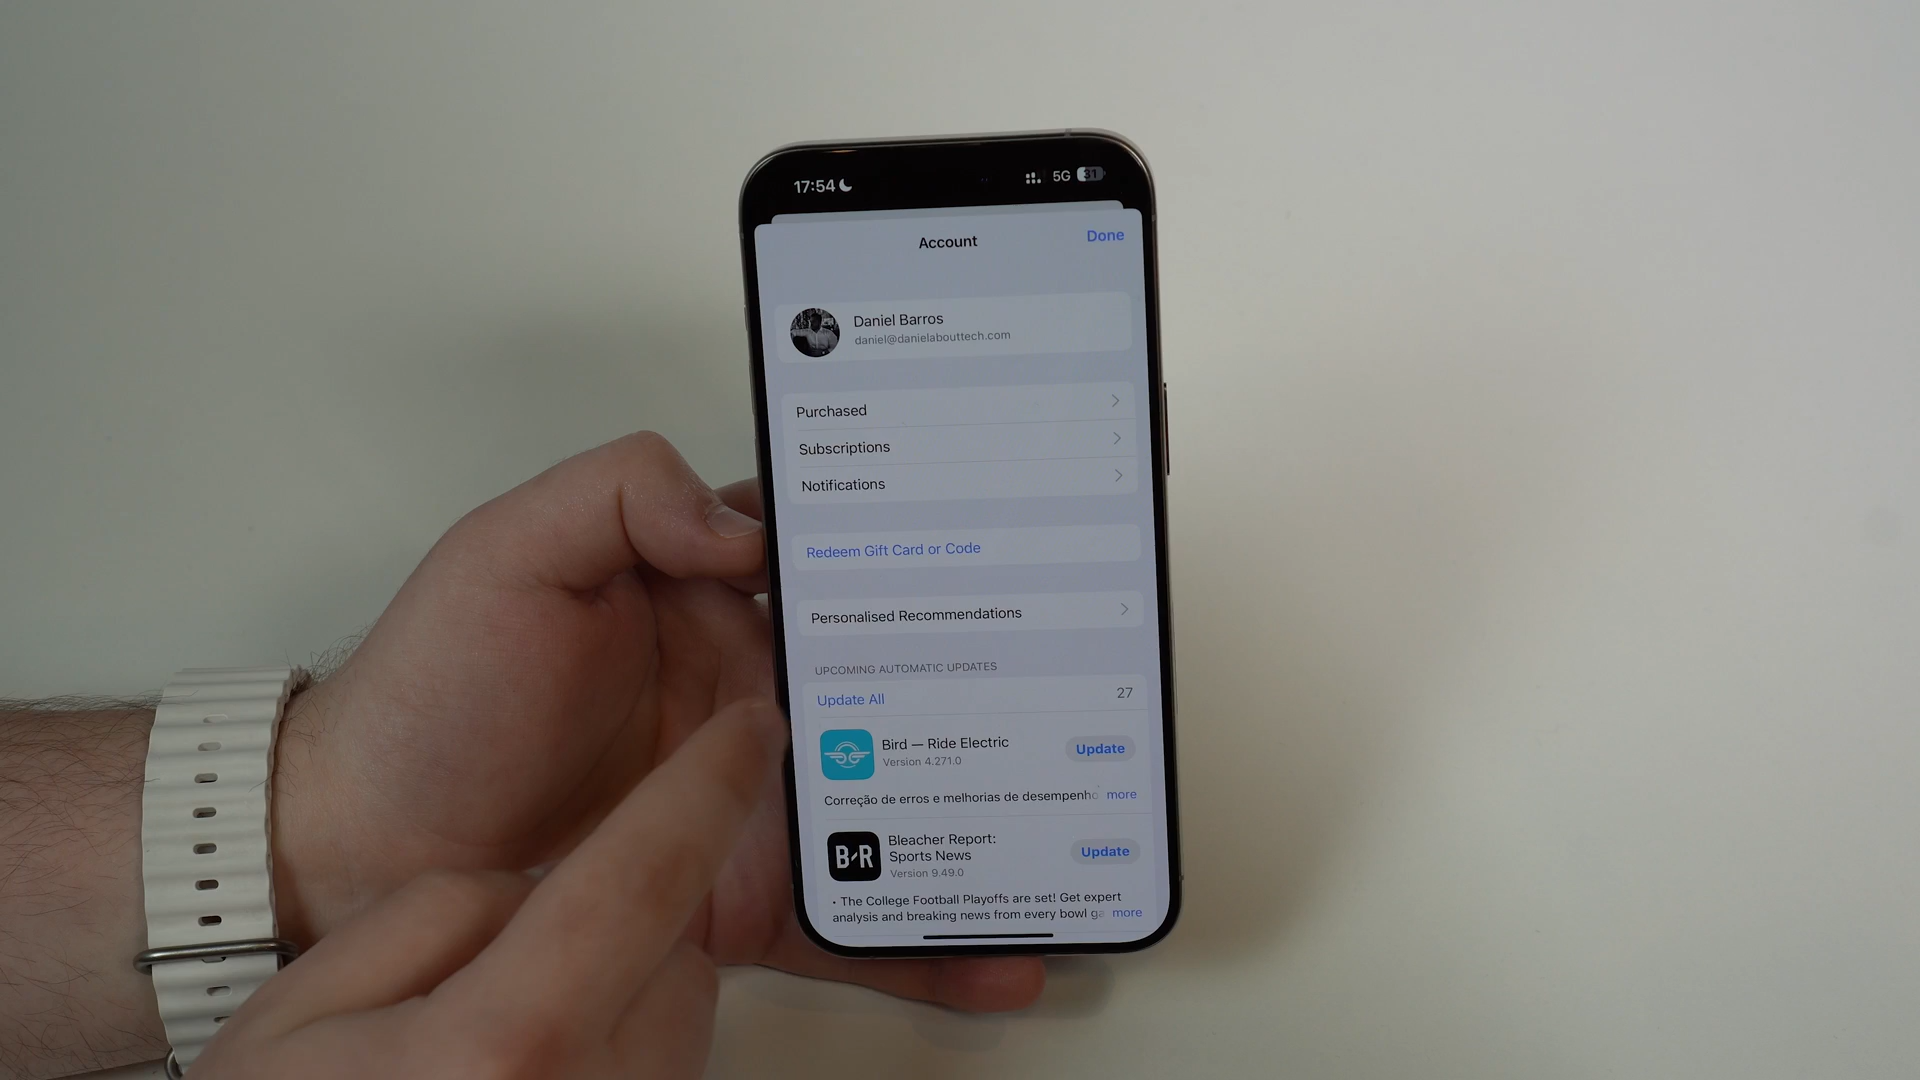 17:54
5G
31
Account
Done
Daniel Barros
daniel@danielabouttech.com
Purchased
Subscriptions
Notifications
Redeem Gift Card or Code
Personalised Recommendations
UPCOMING AUTOMATIC UPDATES
Update All
27
Bird — Ride Electric
Version 4.271.0
Update
Correção de erros e melhorias de desempenho
more
B/R
Bleacher Report:
Sports News
Version 9.49.0
Update
• The College Football Playoffs are set! Get expert
analysis and breaking news from every bowl ga
more